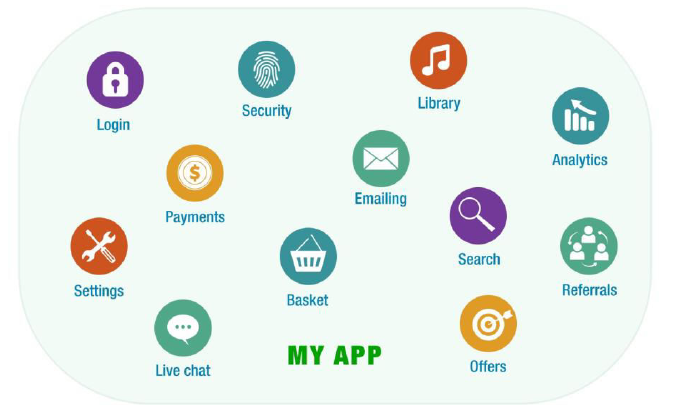 Library
Security
Login
Analytics
Emailing
Payments
Search
Settings
Basket
Referrals
Live chat
MY APP
Offers